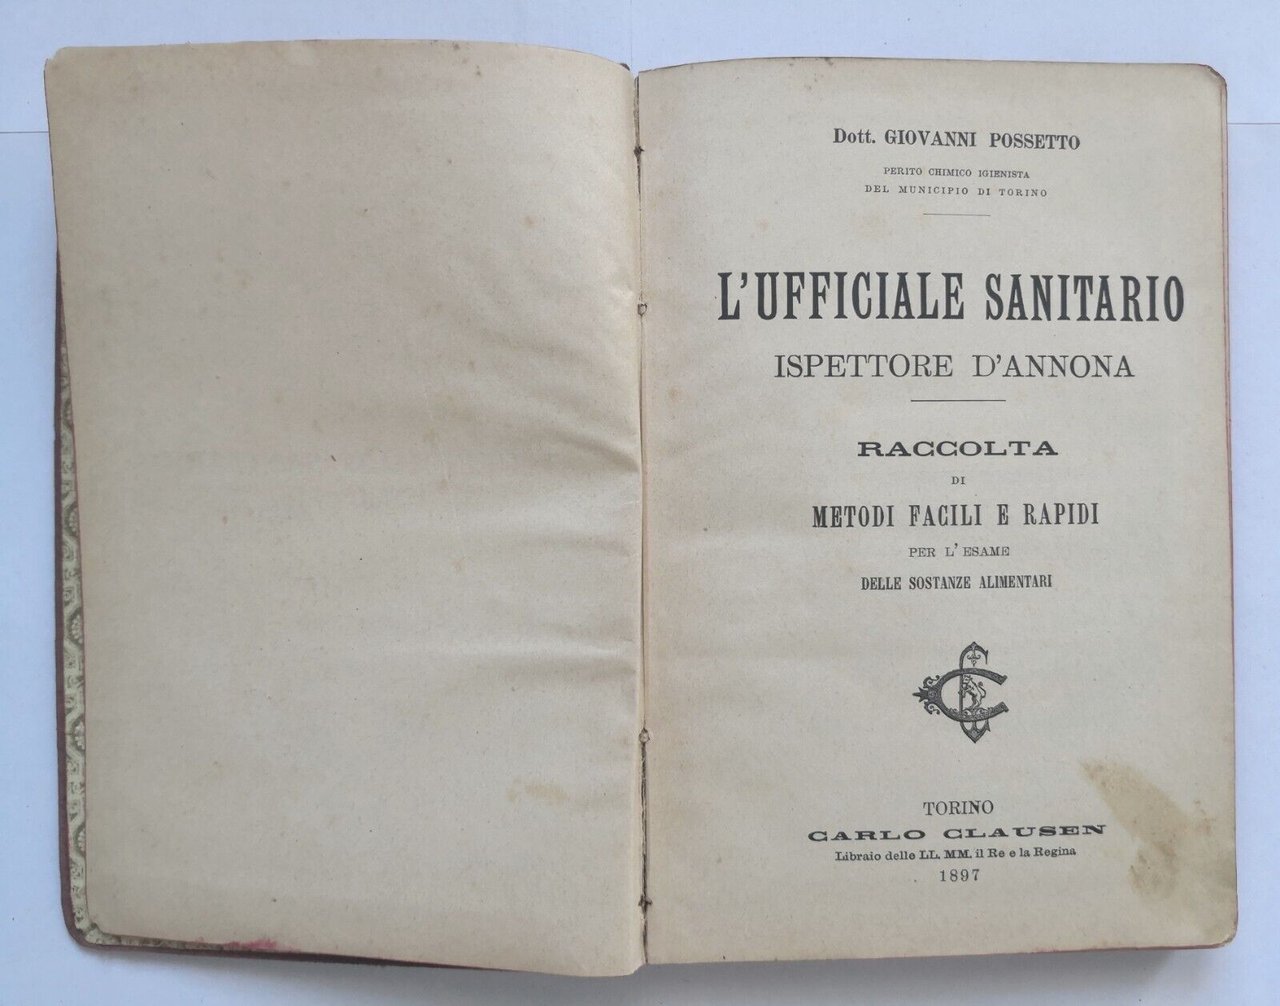 Dott. GIOVANNI POSSETTO
PERITO CHIMICO IGIENISTA
DEL MUNICIPIO DI TORINO
L'UFFICIALE SANITARIO
ISPETTORE D'ANNONA
RACCOLTA
DI
METODI FACILI E RAPIDI
PER L'ESAME
DELLE SOSTANZE ALIMENTARI
TORINO
CARLO CLAUSEN
Libraio delle LL. MM. il Re e la Regina
1897